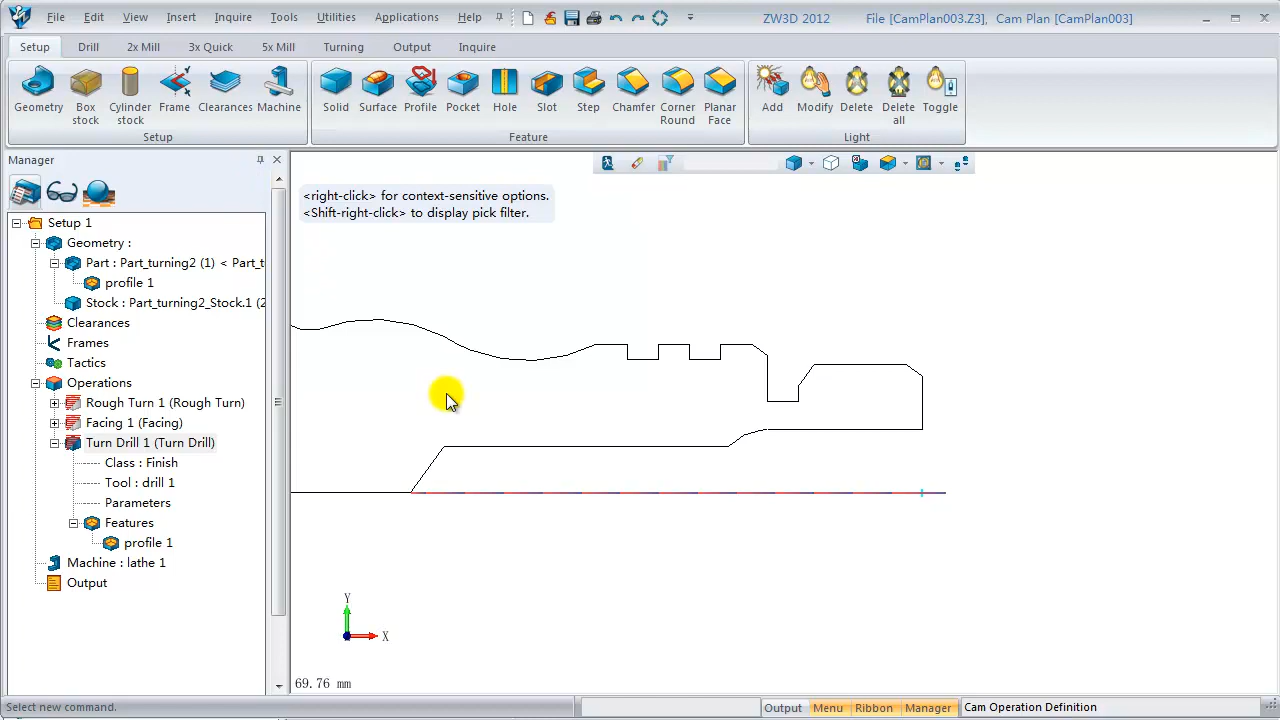 File Edit View Insert Inquire Tools Utilities Applications Help ZW3D 2012 File [CamPlan003.Z3], Cam Plan [CamPlan003]
Setup Drill 2x Mill 3x Quick 5x Mill Turning Output Inquire
Geometry Box stock Cylinder stock Frame Clearances Machine Solid Surface Profile Pocket Hole Slot Step Chamfer Corner Round Planar Face Add Modify Delete Delete all Toggle
Setup Feature Light
Manager
<right-click> for context-sensitive options.
<Shift-right-click> to display pick filter.
Setup 1
Geometry :
Part : Part_turning2 (1) < Part_t
profile 1
Stock : Part_turning2_Stock.1 (2
Clearances
Frames
Tactics
Operations
Rough Turn 1 (Rough Turn)
Facing 1 (Facing)
Turn Drill 1 (Turn Drill)
Class : Finish
Tool : drill 1
Parameters
Features
profile 1
Machine : lathe 1
Output
Y
X
69.76 mm
Select new command. Output Menu Ribbon Manager Cam Operation Definition